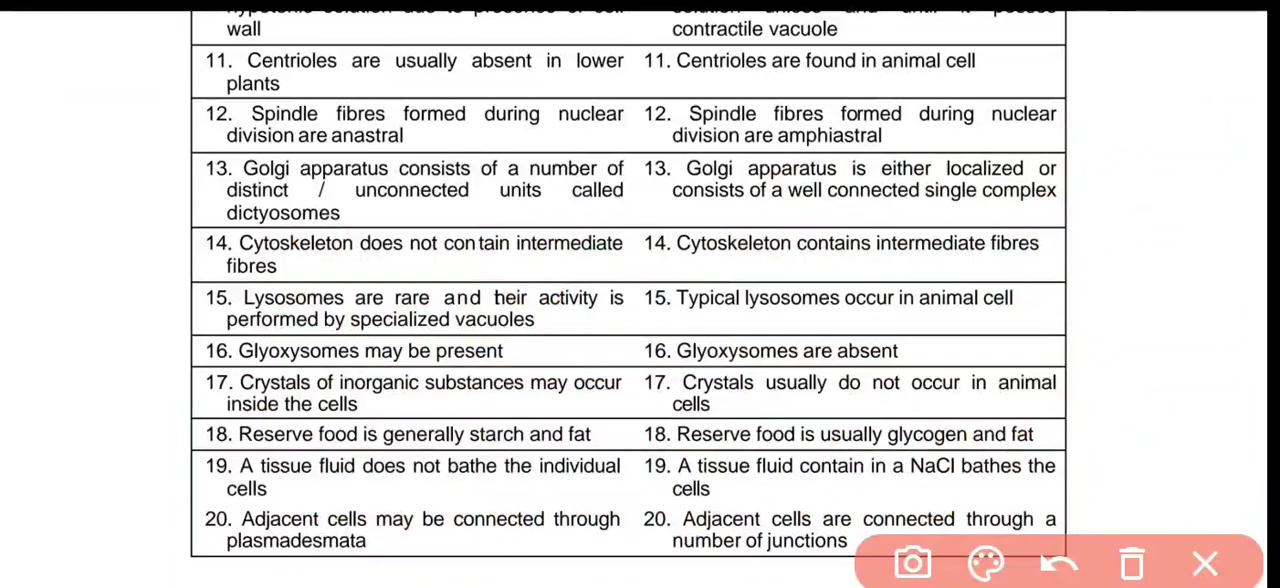 wall
contractile vacuole
11. Centrioles are usually absent in lower
plants
11. Centrioles are found in animal cell
12. Spindle fibres formed during nuclear
division are anastral
12. Spindle fibres formed during nuclear
division are amphiastral
13. Golgi apparatus consists of a number of
distinct / unconnected units called
dictyosomes
13. Golgi apparatus is either localized or
consists of a well connected single complex
14. Cytoskeleton does not contain intermediate
fibres
14. Cytoskeleton contains intermediate fibres
15. Lysosomes are rare and heir activity is
performed by specialized vacuoles
15. Typical lysosomes occur in animal cell
16. Glyoxysomes may be present
16. Glyoxysomes are absent
17. Crystals of inorganic substances may occur
inside the cells
17. Crystals usually do not occur in animal
cells
18. Reserve food is generally starch and fat
18. Reserve food is usually glycogen and fat
19. A tissue fluid does not bathe the individual
cells
19. A tissue fluid contain in a NaCl bathes the
cells
20. Adjacent cells may be connected through
plasmadesmata
20. Adjacent cells are connected through a
number of junctions